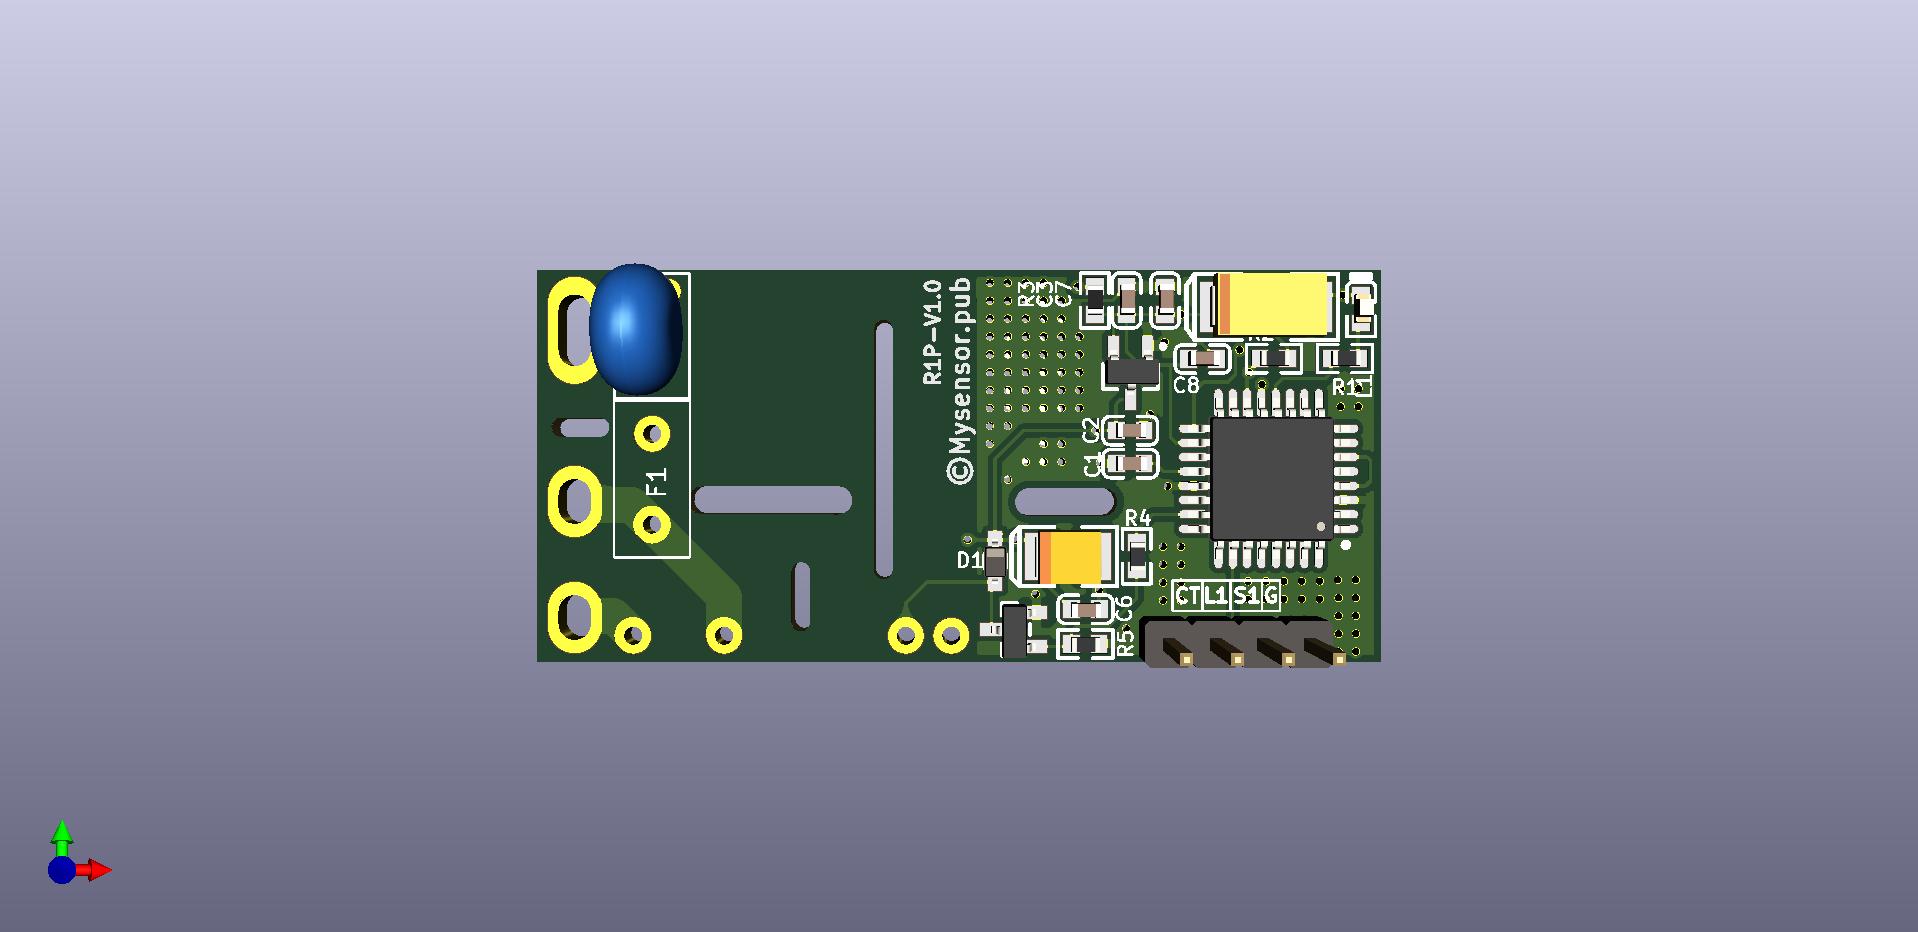 R1P-V1.0
©Mysensor.pub
R3
C3
C7
C8
R1
C2
C1
F1
R4
D1
C6
R5
CT L1 S1 G